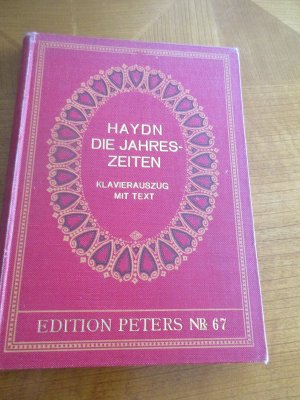 HAYDN
DIE JAHRES-
ZEITEN
KLAVIERAUSZUG
MIT TEXT
EDITION PETERS NR. 67